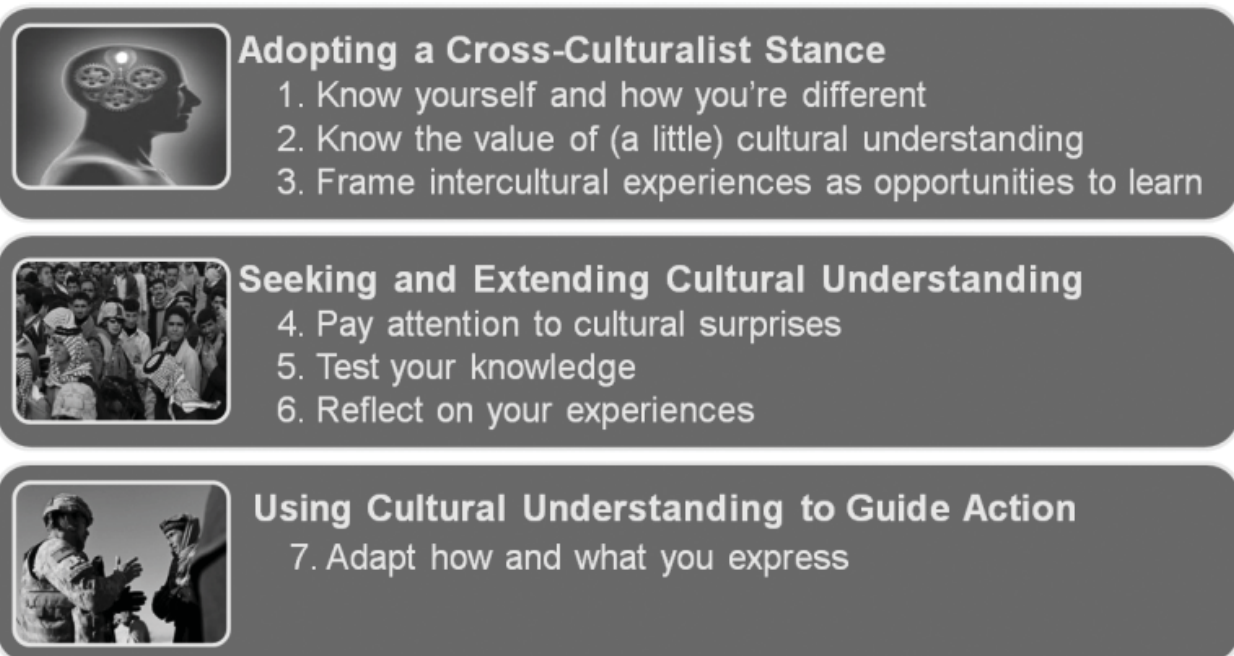 Adopting a Cross-Culturalist Stance
1. Know yourself and how you're different
2. Know the value of (a little) cultural understanding
3. Frame intercultural experiences as opportunities to learn
Seeking and Extending Cultural Understanding
4. Pay attention to cultural surprises
5. Test your knowledge
6. Reflect on your experiences
Using Cultural Understanding to Guide Action
7. Adapt how and what you express